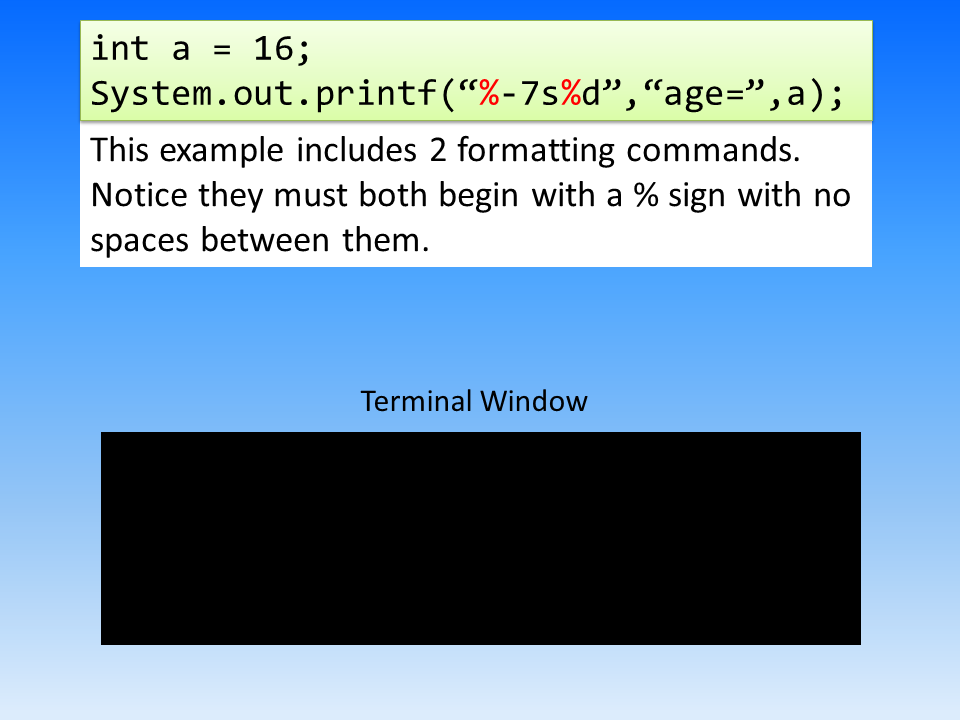 int a = 16;
System.out.printf(“%-7s%d”,“age=”,a);
This example includes 2 formatting commands.
Notice they must both begin with a % sign with no
spaces between them.
Terminal Window